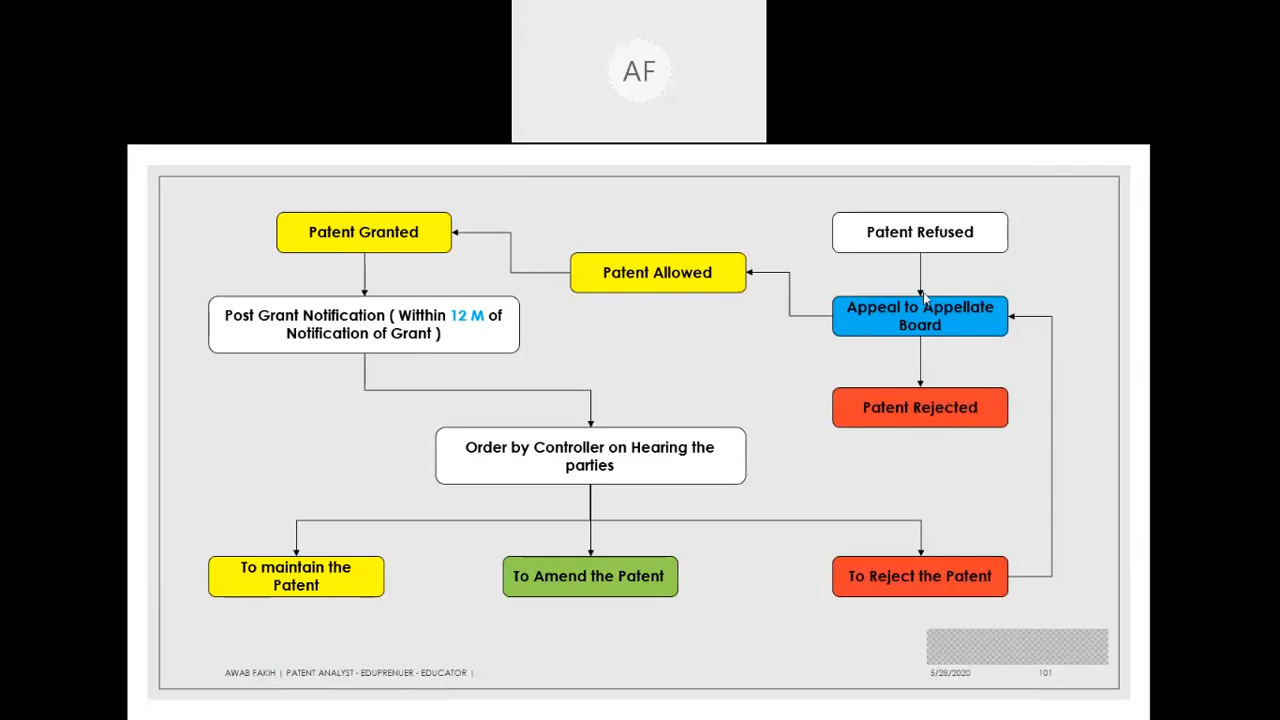 AF
Patent Granted
Patent Refused
Patent Allowed
Post Grant Notification ( Within 12 M of
Notification of Grant )
Appeal to Appellate
Board
Patent Rejected
Order by Controller on Hearing the
parties
To maintain the
Patent
To Amend the Patent
To Reject the Patent
AWAB FAKIH | PATENT ANALYST - EDUPRENUER - EDUCATOR |
5/28/2020
101